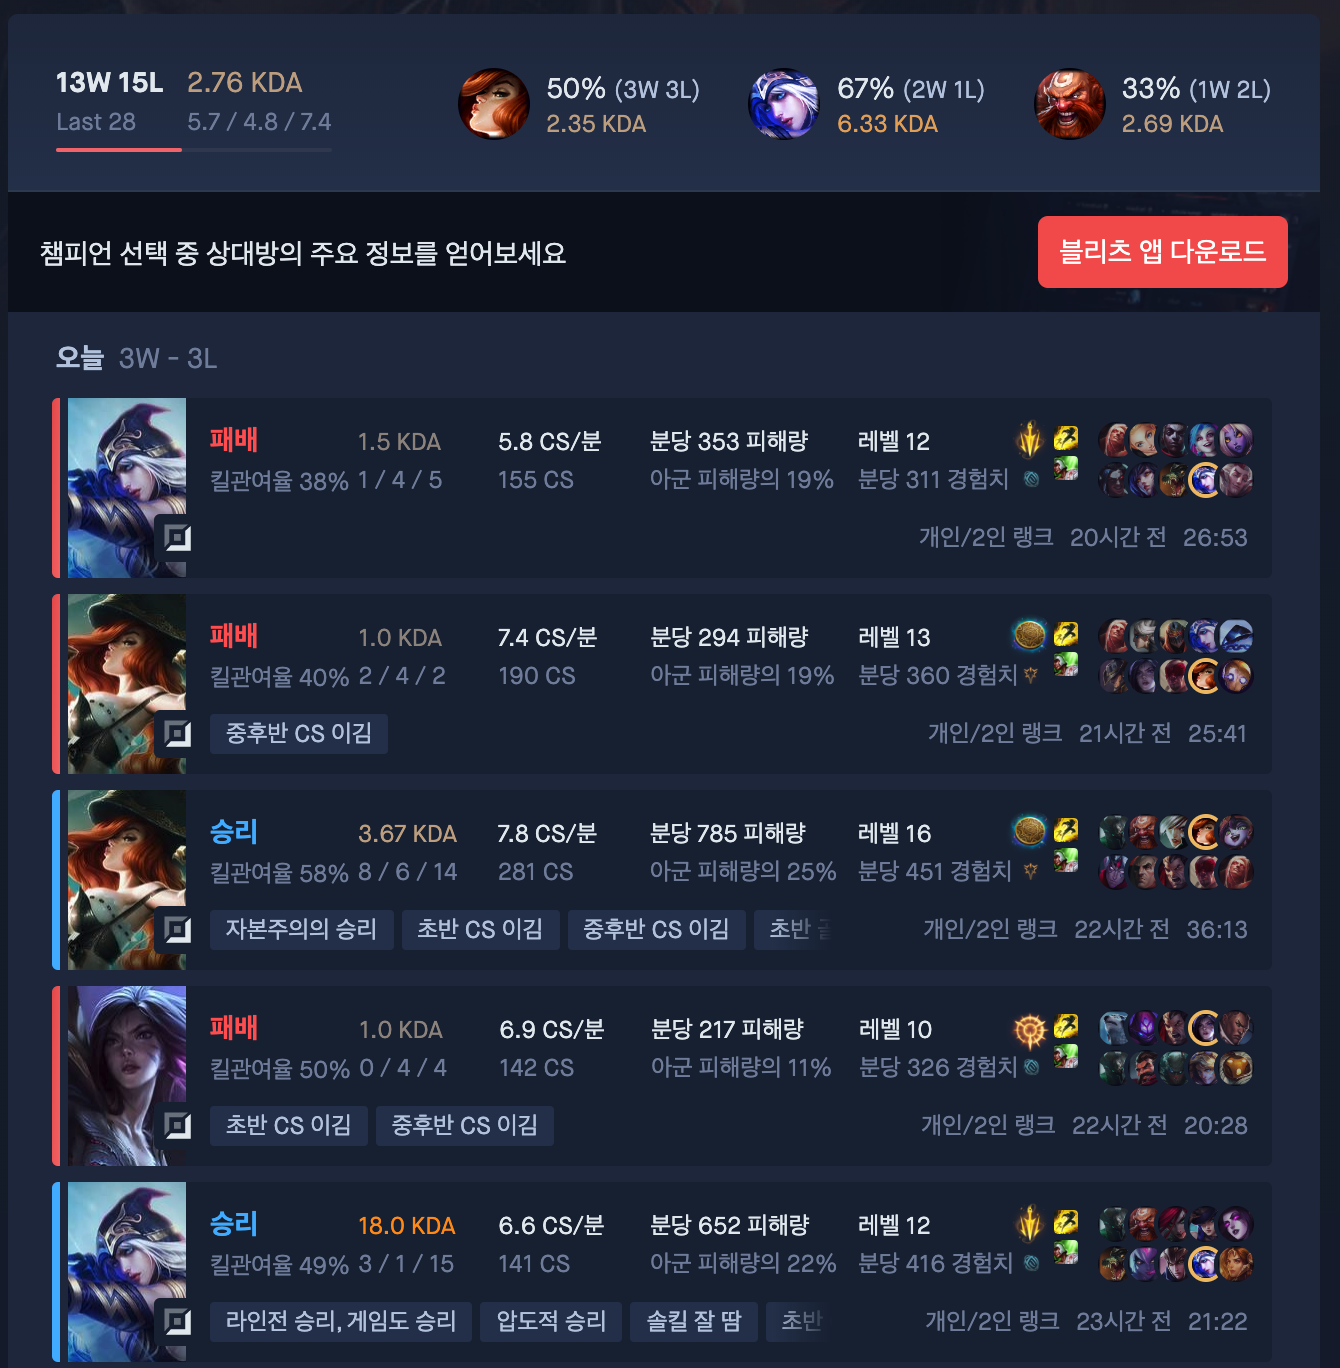 13W 15L 2.76 KDA
Last 28 5.7 / 4.8 / 7.4
50% (3W 3L)
2.35 KDA
67% (2W 1L)
6.33 KDA
33% (1W 2L)
2.69 KDA
챔피언 선택 중 상대방의 주요 정보를 얻어보세요
블리츠 앱 다운로드
오늘 3W - 3L
패배 1.5 KDA 5.8 CS/분 분당 353 피해량 레벨 12
킬관여율 38% 1 / 4 / 5 155 CS 아군 피해량의 19% 분당 311 경험치
개인/2인 랭크 20시간 전 26:53
패배 1.0 KDA 7.4 CS/분 분당 294 피해량 레벨 13
킬관여율 40% 2 / 4 / 2 190 CS 아군 피해량의 19% 분당 360 경험치
중후반 CS 이김 개인/2인 랭크 21시간 전 25:41
승리 3.67 KDA 7.8 CS/분 분당 785 피해량 레벨 16
킬관여율 58% 8 / 6 / 14 281 CS 아군 피해량의 25% 분당 451 경험치
자본주의의 승리 초반 CS 이김 중후반 CS 이김 초반 개인/2인 랭크 22시간 전 36:13
패배 1.0 KDA 6.9 CS/분 분당 217 피해량 레벨 10
킬관여율 50% 0 / 4 / 4 142 CS 아군 피해량의 11% 분당 326 경험치
초반 CS 이김 중후반 CS 이김 개인/2인 랭크 22시간 전 20:28
승리 18.0 KDA 6.6 CS/분 분당 652 피해량 레벨 12
킬관여율 49% 3 / 1 / 15 141 CS 아군 피해량의 22% 분당 416 경험치
라인전 승리, 게임도 승리 압도적 승리 솔킬 잘 땀 초반 개인/2인 랭크 23시간 전 21:22